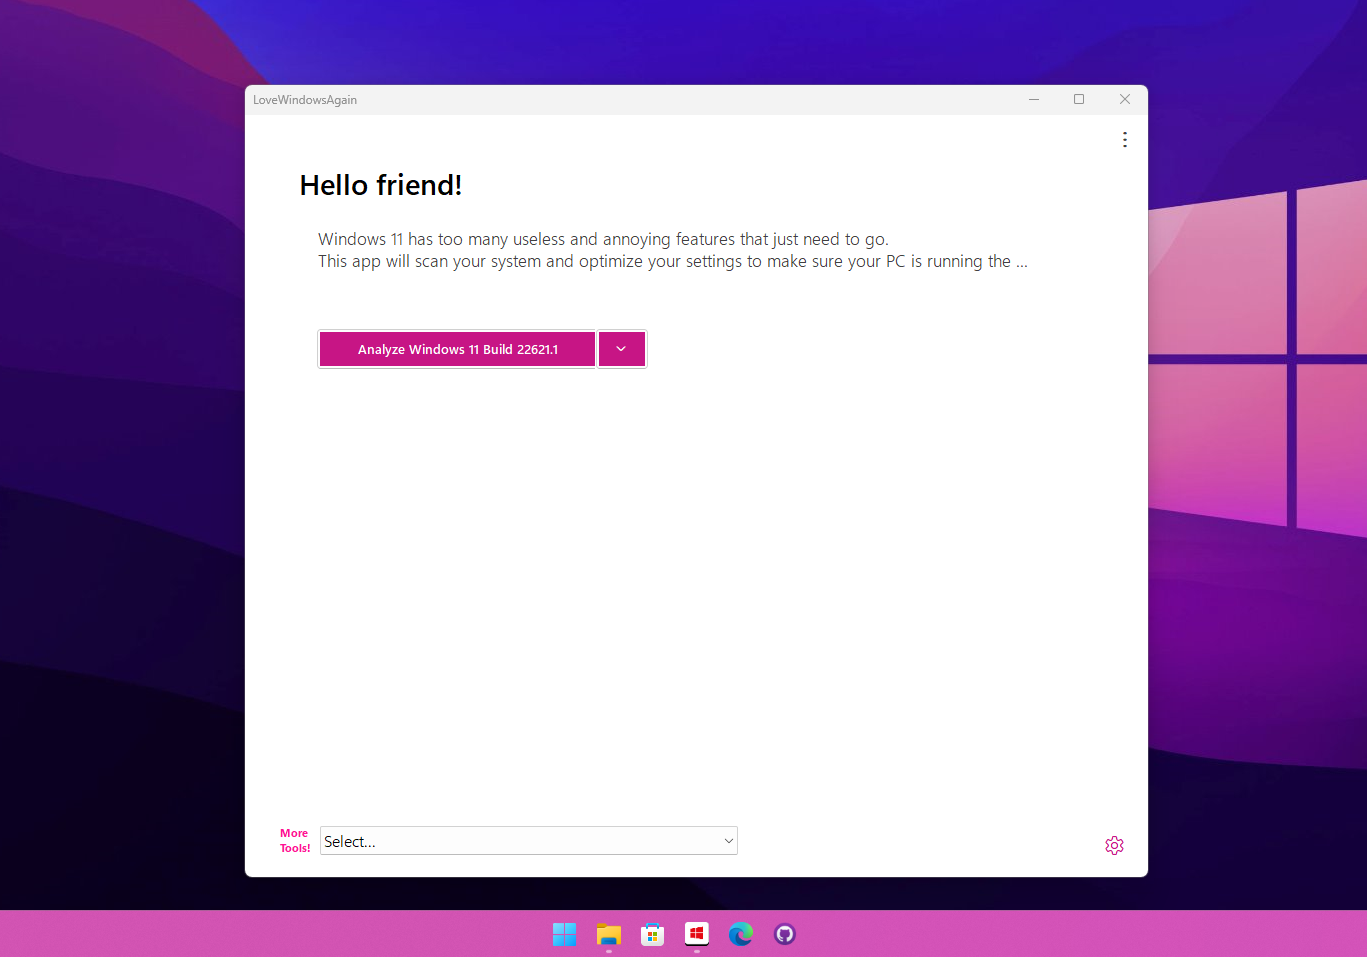 LoveWindowsAgain
Hello friend!
Windows 11 has too many useless and annoying features that just need to go.
This app will scan your system and optimize your settings to make sure your PC is running the ...
Analyze Windows 11 Build 22621.1
More
Tools!
Select...